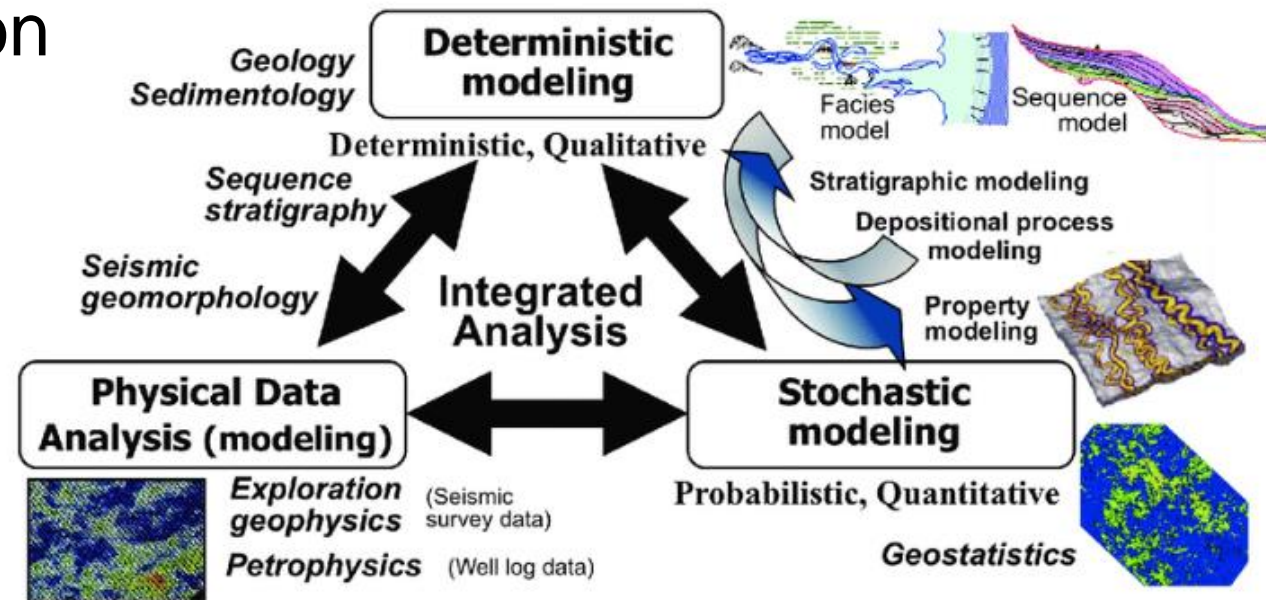 on
Deterministic
modeling
Geology
Sedimentology
Facies
model
Sequence
model
Deterministic, Qualitative
Sequence
stratigraphy
Stratigraphic modeling
Depositional process
modeling
Seismic
geomorphology
Integrated
Analysis
Property
modeling
Physical Data
Analysis (modeling)
Stochastic
modeling
Exploration
geophysics
(Seismic
survey data)
Petrophysics (Well log data)
Probabilistic, Quantitative
Geostatistics